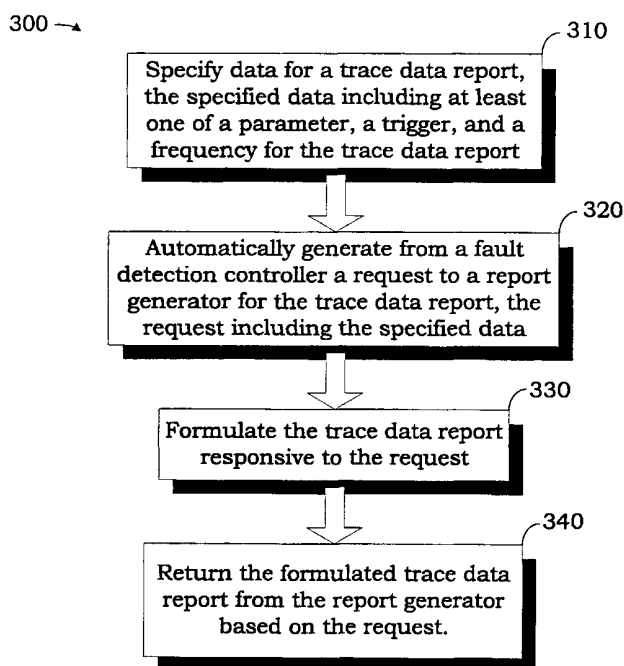 300
310
Specify data for a trace data report,
the specified data including at least
one of a parameter, a trigger, and a
frequency for the trace data report
320
Automatically generate from a fault
detection controller a request to a report
generator for the trace data report, the
request including the specified data
330
Formulate the trace data report
responsive to the request
340
Return the formulated trace data
report from the report generator
based on the request.